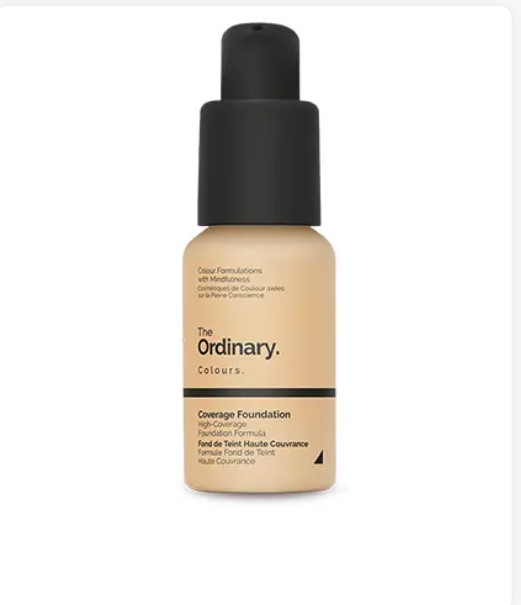 Colour Formulations
with Mindfulness
Cosmétiques de Couleur axées
sur la Pleine Conscience.
The
Ordinary.
Colours.
Coverage Foundation
High-Coverage
Foundation Formula
Fond de Teint Haute Couvrance
Formule Fond de Teint
Haute Couvrance